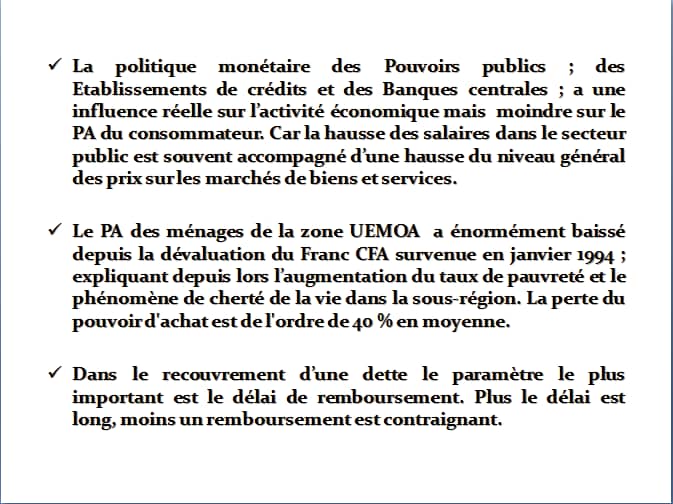 ✓ La politique monétaire des Pouvoirs publics ; des
Etablissements de crédits et des Banques centrales ; a une
influence réelle sur l’activité économique mais moindre sur le
PA du consommateur. Car la hausse des salaires dans le secteur
public est souvent accompagné d’une hausse du niveau général
des prix sur les marchés de biens et services.
✓ Le PA des ménages de la zone UEMOA a énormément baissé
depuis la dévaluation du Franc CFA survenue en janvier 1994 ;
expliquant depuis lors l’augmentation du taux de pauvreté et le
phénomène de cherté de la vie dans la sous-région. La perte du
pouvoir d'achat est de l'ordre de 40 % en moyenne.
✓ Dans le recouvrement d’une dette le paramètre le plus
important est le délai de remboursement. Plus le délai est
long, moins un remboursement est contraignant.